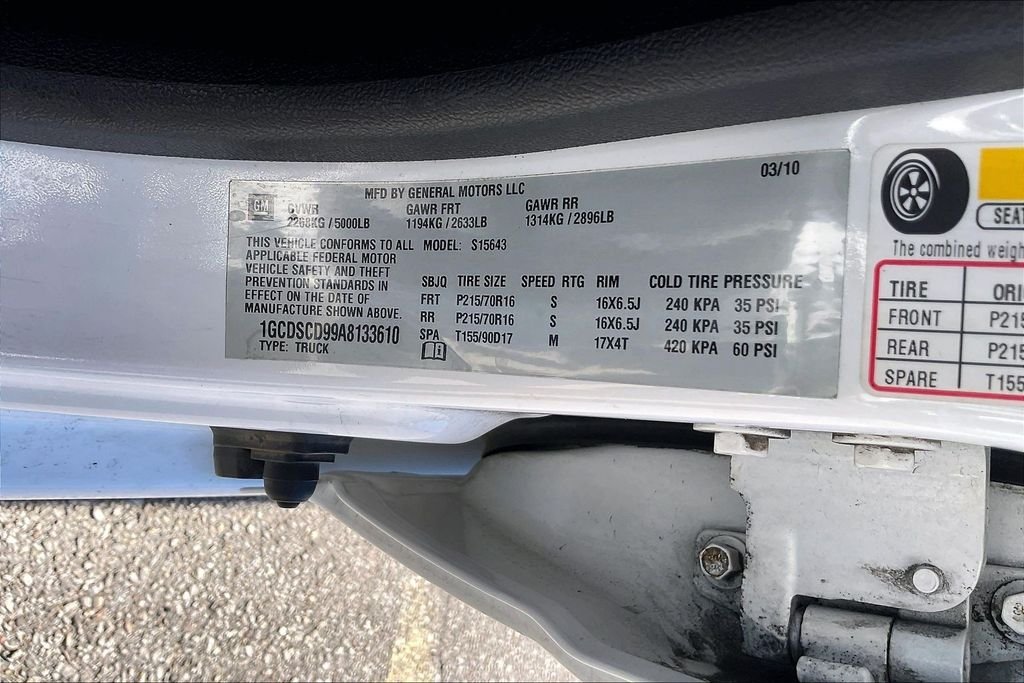 03/10
MFD BY GENERAL MOTORS LLC
GM
GVWR GAWR FRT GAWR RR
2268KG / 5000LB 1194KG / 2633LB 1314KG / 2896LB
THIS VEHICLE CONFORMS TO ALL MODEL: S15643
APPLICABLE FEDERAL MOTOR
VEHICLE SAFETY AND THEFT
PREVENTION STANDARDS IN
EFFECT ON THE DATE OF
MANUFACTURE SHOWN ABOVE.
1GCDSCD99A8133610
TYPE: TRUCK
SBJQ TIRE SIZE SPEED RTG RIM COLD TIRE PRESSURE
FRT P215/70R16 S 16X6.5J 240 KPA 35 PSI
RR P215/70R16 S 16X6.5J 240 KPA 35 PSI
SPA T155/90D17 M 17X4T 420 KPA 60 PSI
SEAT
The combined weigh
TIRE ORI
FRONT P215
REAR P215
SPARE T155